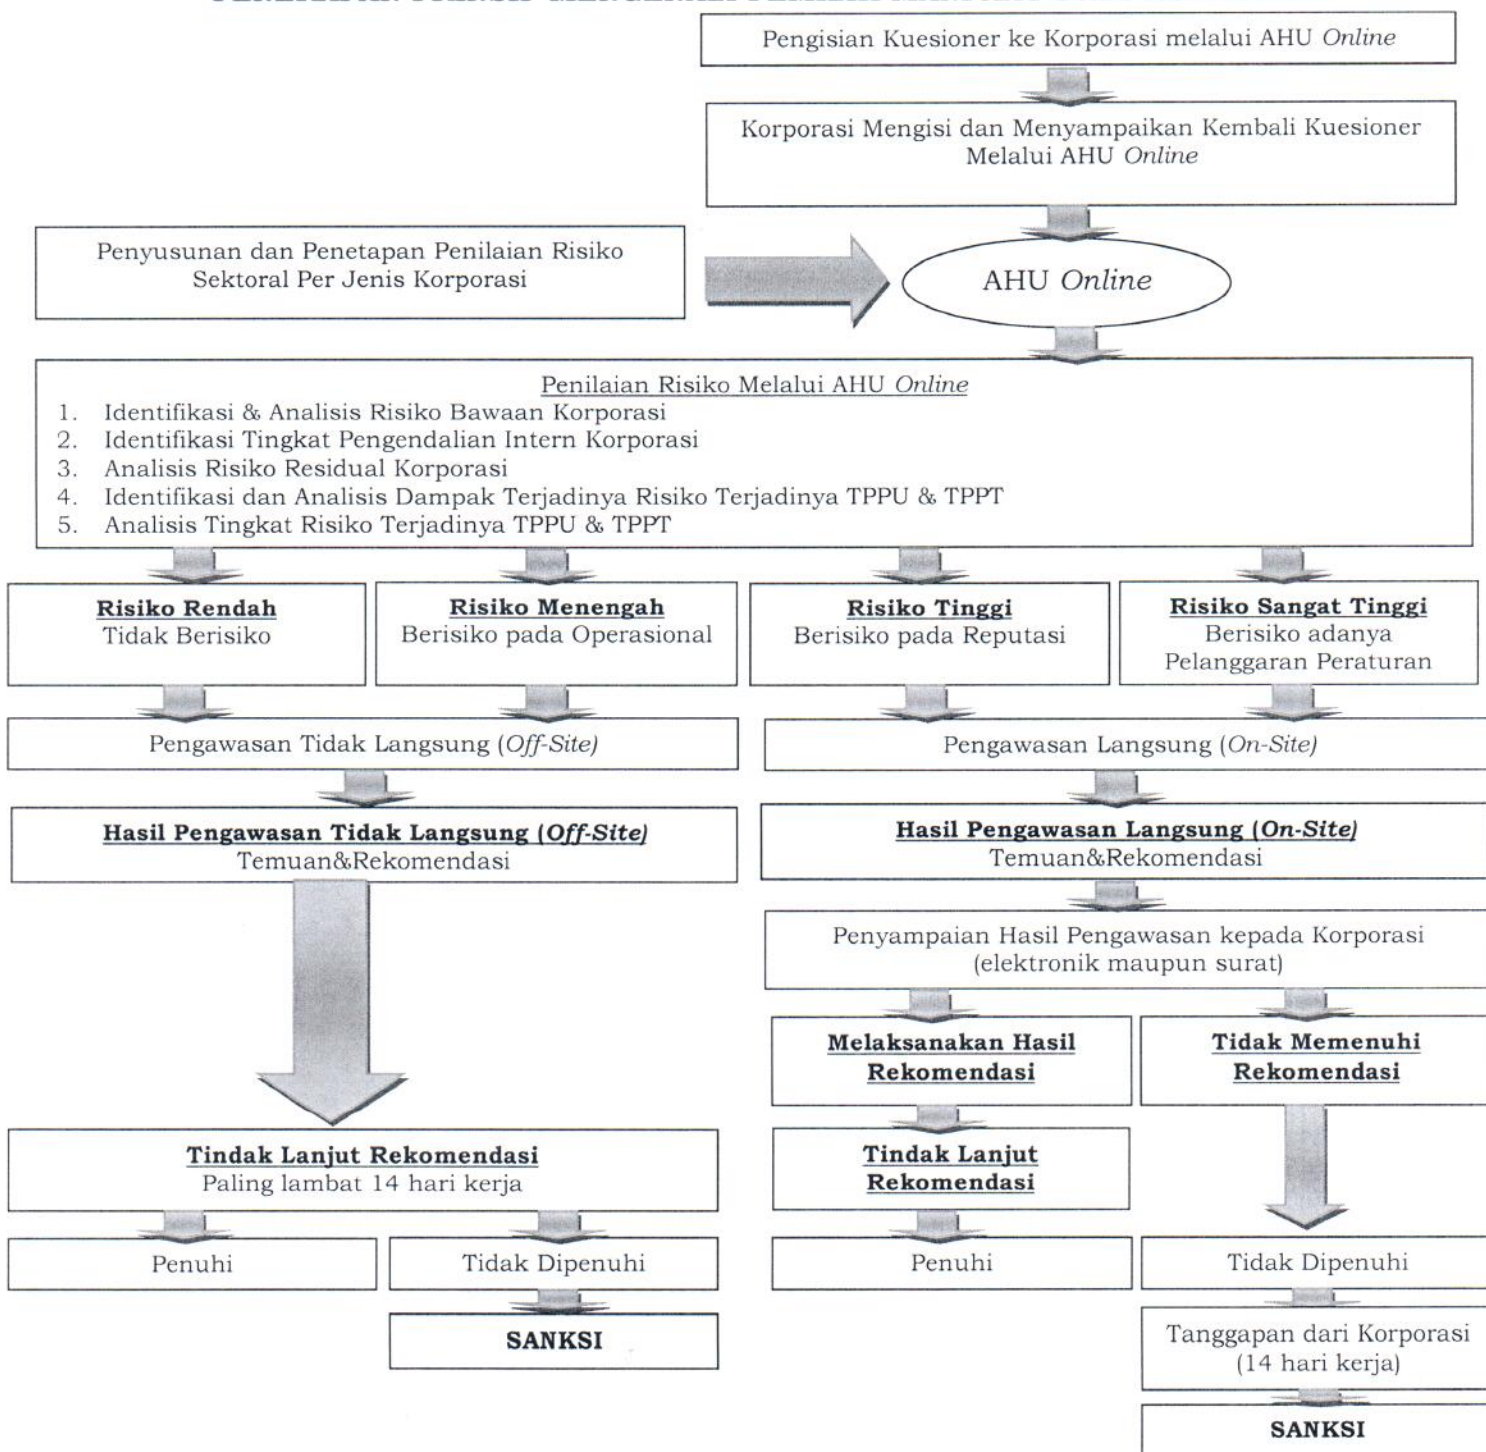 Pengisian Kuesioner ke Korporasi melalui AHU Online
Korporasi Mengisi dan Menyampaikan Kembali Kuesioner
Melalui AHU Online
Penyusunan dan Penetapan Penilaian Risiko
Sektoral Per Jenis Korporasi
AHU Online
Penilaian Risiko Melalui AHU Online
1. Identifikasi & Analisis Risiko Bawaan Korporasi
2. Identifikasi Tingkat Pengendalian Intern Korporasi
3. Analisis Risiko Residual Korporasi
4. Identifikasi dan Analisis Dampak Terjadinya Risiko Terjadinya TPPU & TPPT
5. Analisis Tingkat Risiko Terjadinya TPPU & TPPT
Risiko Rendah
Tidak Berisiko
Risiko Menengah
Berisiko pada Operasional
Risiko Tinggi
Berisiko pada Reputasi
Risiko Sangat Tinggi
Berisiko adanya
Pelanggaran Peraturan
Pengawasan Tidak Langsung (Off-Site)
Pengawasan Langsung (On-Site)
Hasil Pengawasan Tidak Langsung (Off-Site)
Temuan&Rekomendasi
Hasil Pengawasan Langsung (On-Site)
Temuan&Rekomendasi
Penyampaian Hasil Pengawasan kepada Korporasi
(elektronik maupun surat)
Melaksanakan Hasil
Rekomendasi
Tidak Memenuhi
Rekomendasi
Tindak Lanjut Rekomendasi
Paling lambat 14 hari kerja
Tindak Lanjut
Rekomendasi
Penuhi
Tidak Dipenuhi
Penuhi
Tidak Dipenuhi
SANKSI
Tanggapan dari Korporasi
(14 hari kerja)
SANKSI